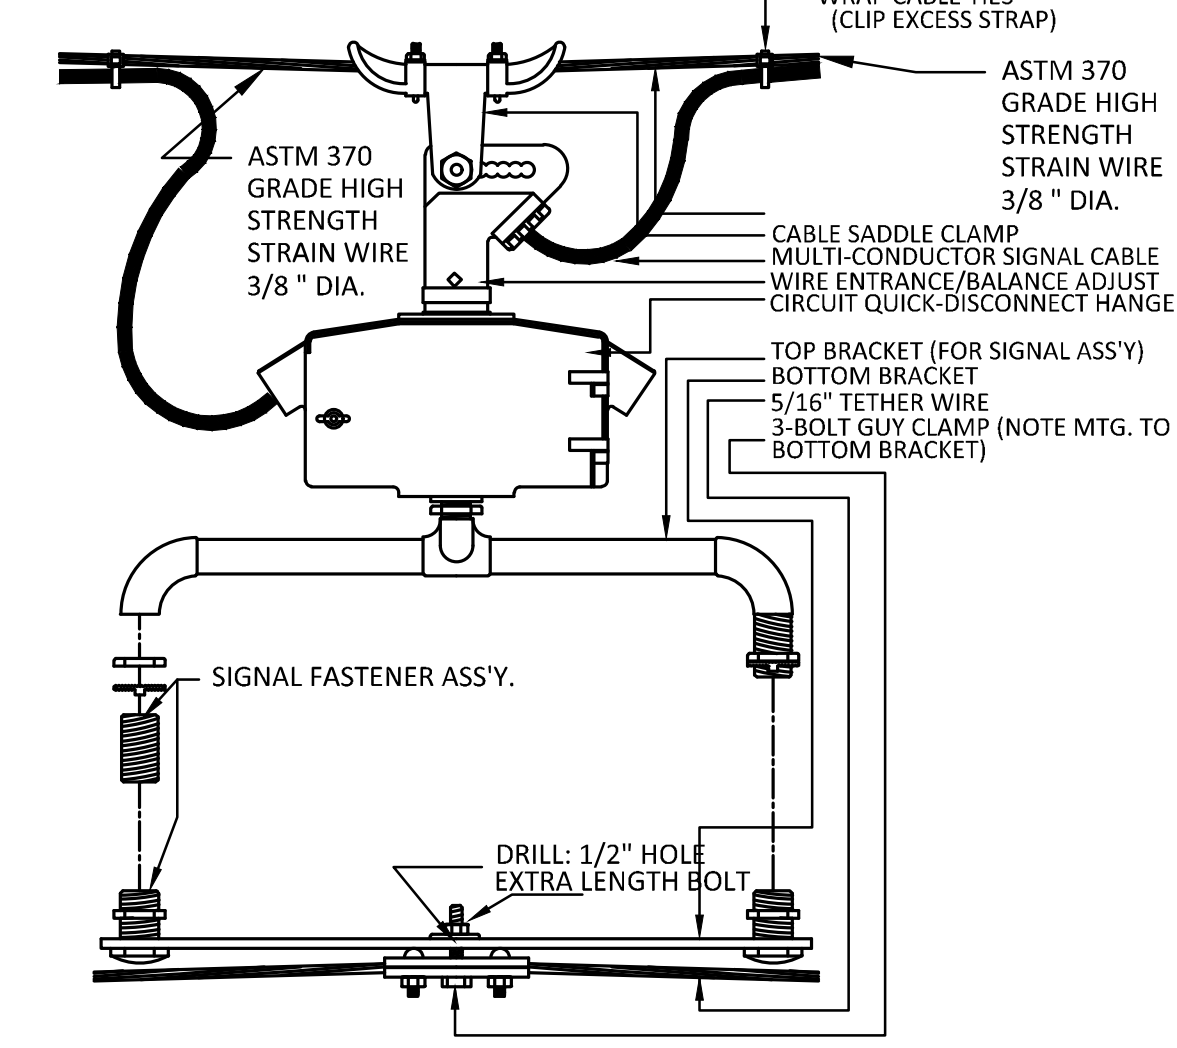 WRAP CABLE TIES
(CLIP EXCESS STRAP)
ASTM 370
GRADE HIGH
STRENGTH
STRAIN WIRE
3/8 " DIA.
ASTM 370
GRADE HIGH
STRENGTH
STRAIN WIRE
3/8 " DIA.
CABLE SADDLE CLAMP
MULTI-CONDUCTOR SIGNAL CABLE
WIRE ENTRANCE/BALANCE ADJUST
CIRCUIT QUICK-DISCONNECT HANGE
TOP BRACKET (FOR SIGNAL ASS'Y)
BOTTOM BRACKET
5/16" TETHER WIRE
3-BOLT GUY CLAMP (NOTE MTG. TO
BOTTOM BRACKET)
SIGNAL FASTENER ASS'Y.
DRILL: 1/2" HOLE
EXTRA LENGTH BOLT